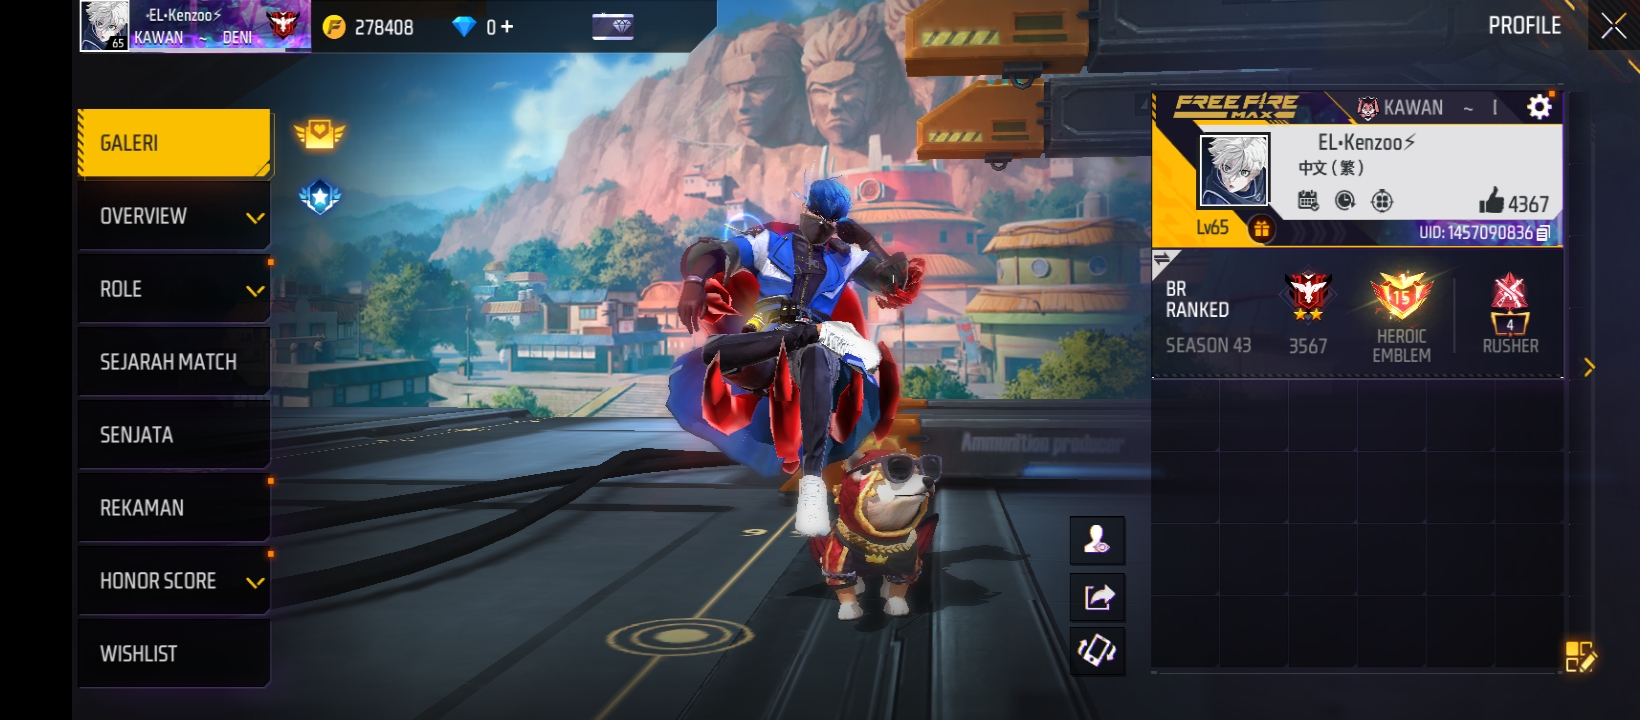 ·EL·Kenzoo⚡
65
KAWAN ~ DENI
278408
0 +
PROFILE
GALERI
OVERVIEW
ROLE
SEJARAH MATCH
SENJATA
REKAMAN
HONOR SCORE
WISHLIST
Ammunition producer
FREE FIRE
MAX
KAWAN ~
EL·Kenzoo⚡
中文 (繁)
4367
Lv65
UID: 1457090836
BR
RANKED
SEASON 43
3567
15
HEROIC
EMBLEM
4
RUSHER